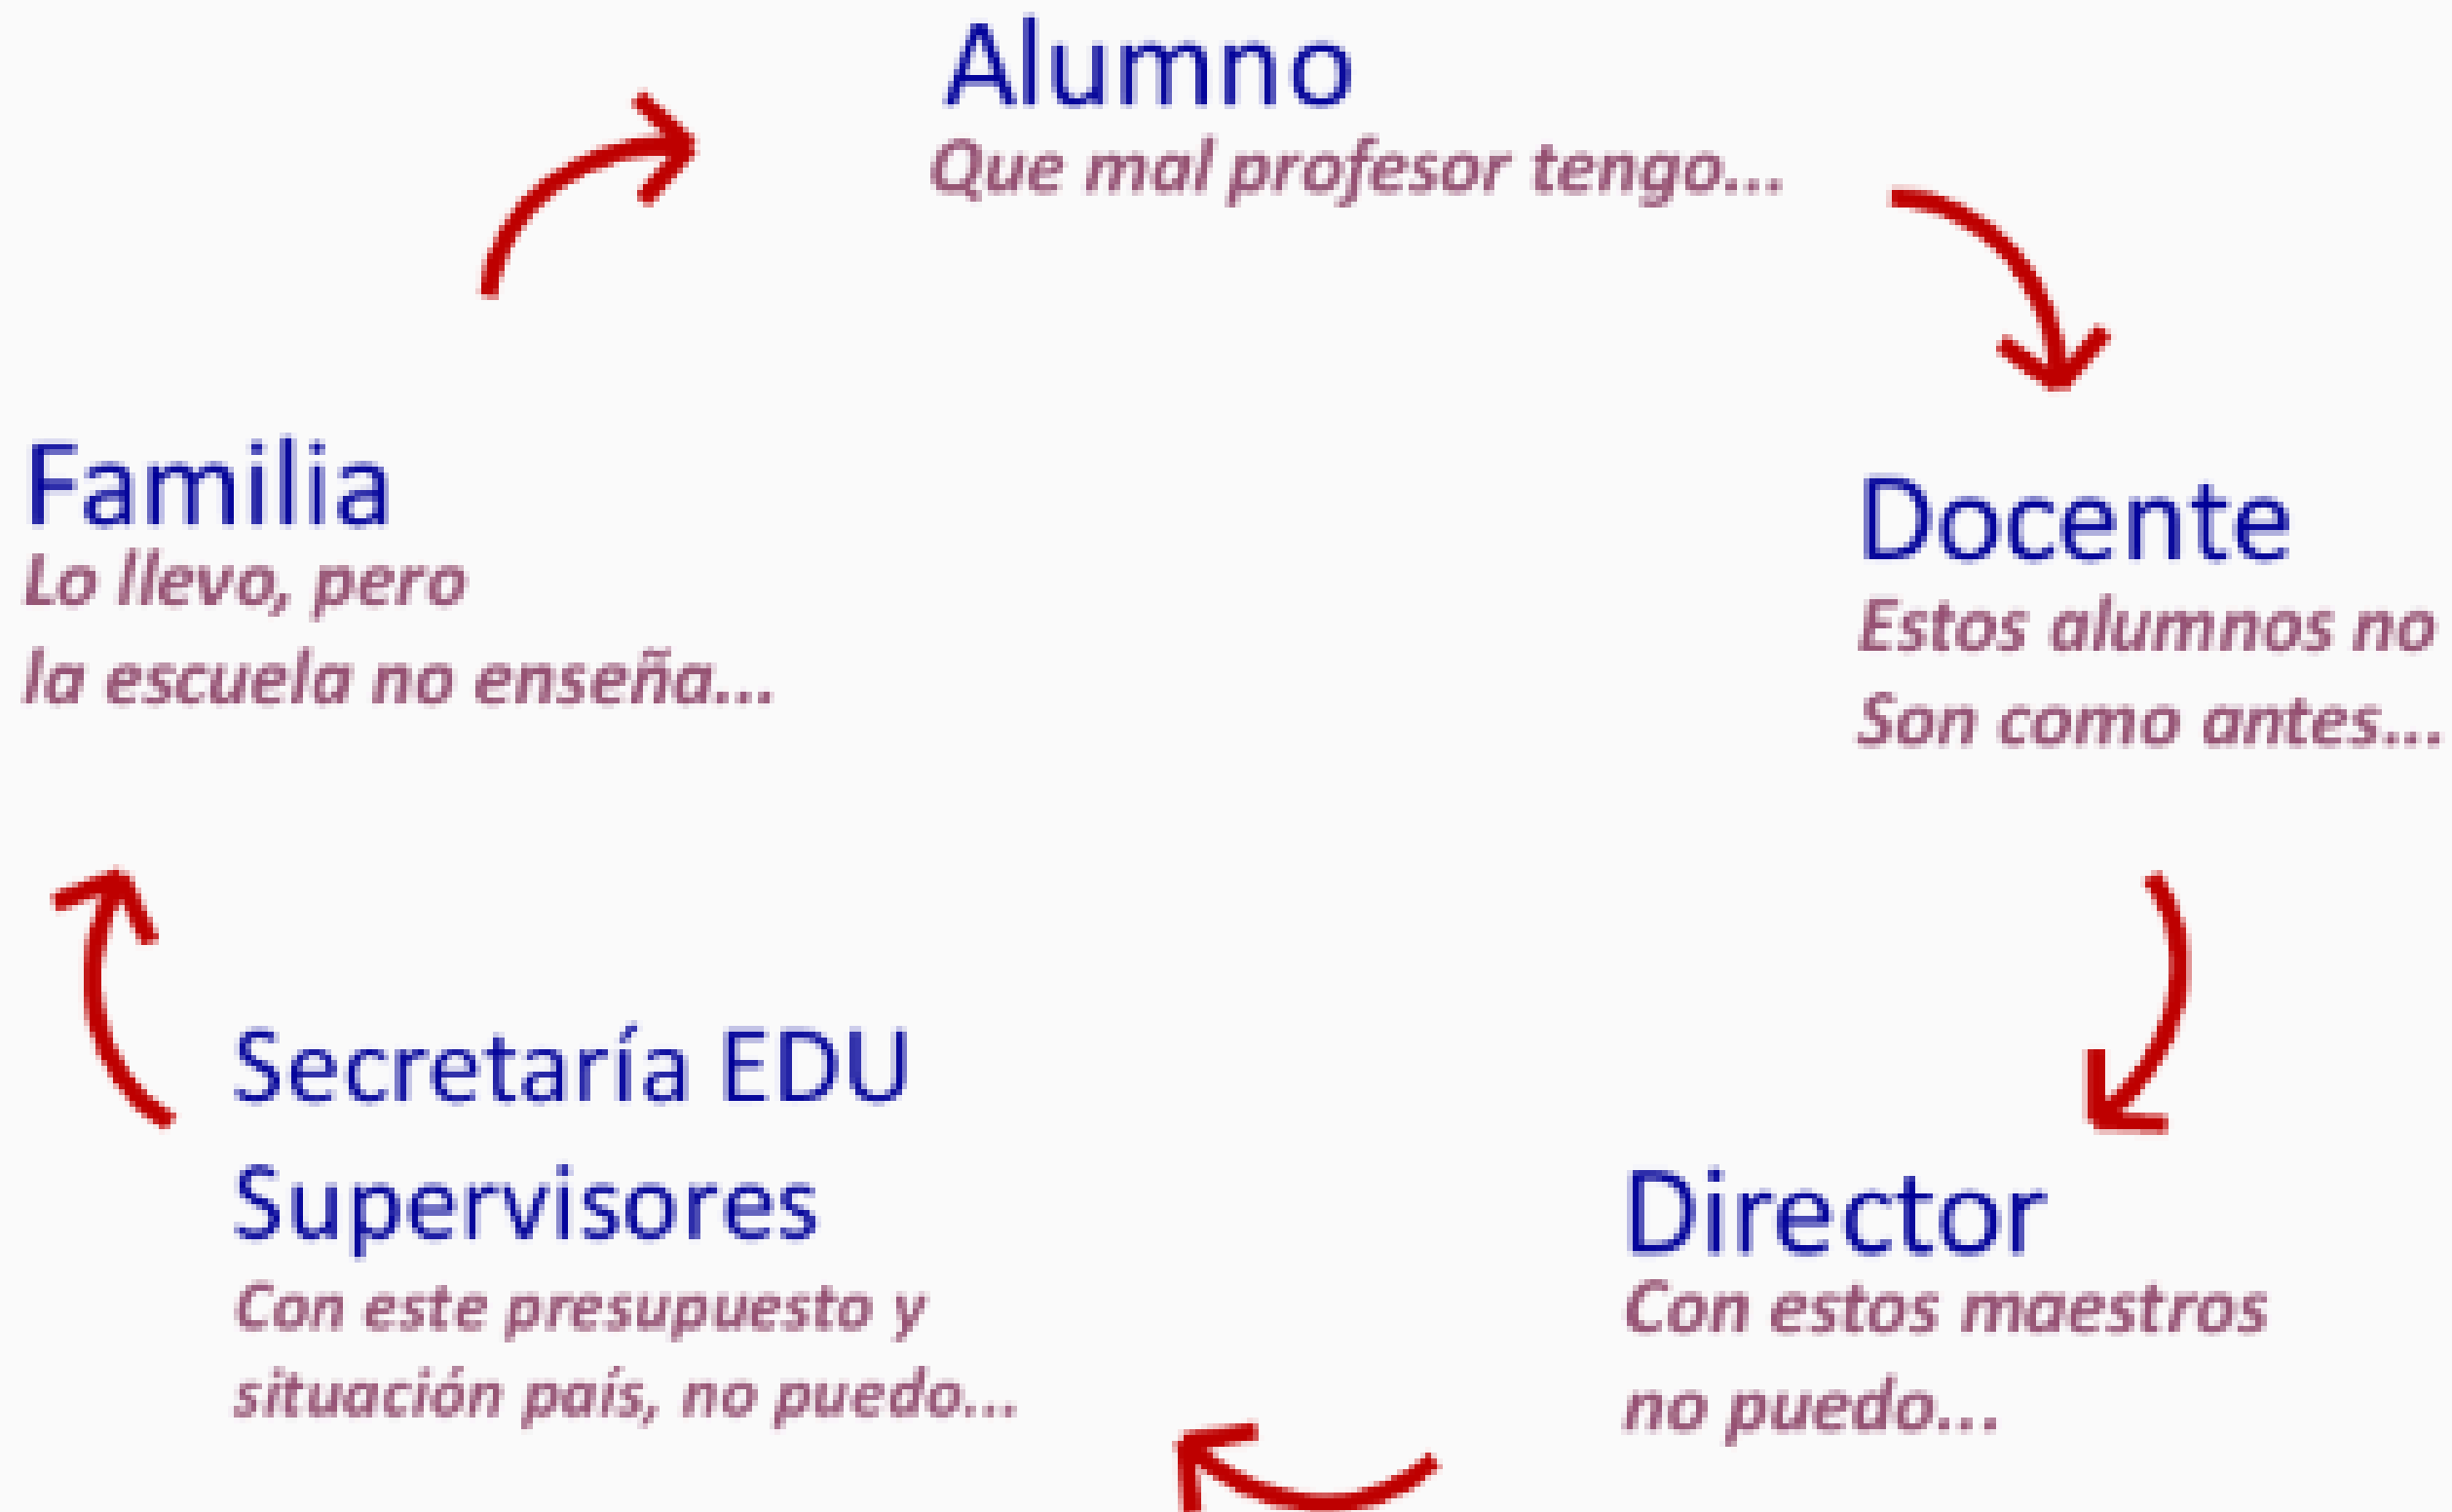 Alumno
Que mal profesor tengo...
Docente
Estos alumnos no
Son como antes...
Director
Con estos maestros
no puedo...
Secretaría EDU
Supervisores
Con este presupuesto y
situación país, no puedo...
Familia
Lo llevo, pero
la escuela no enseña...